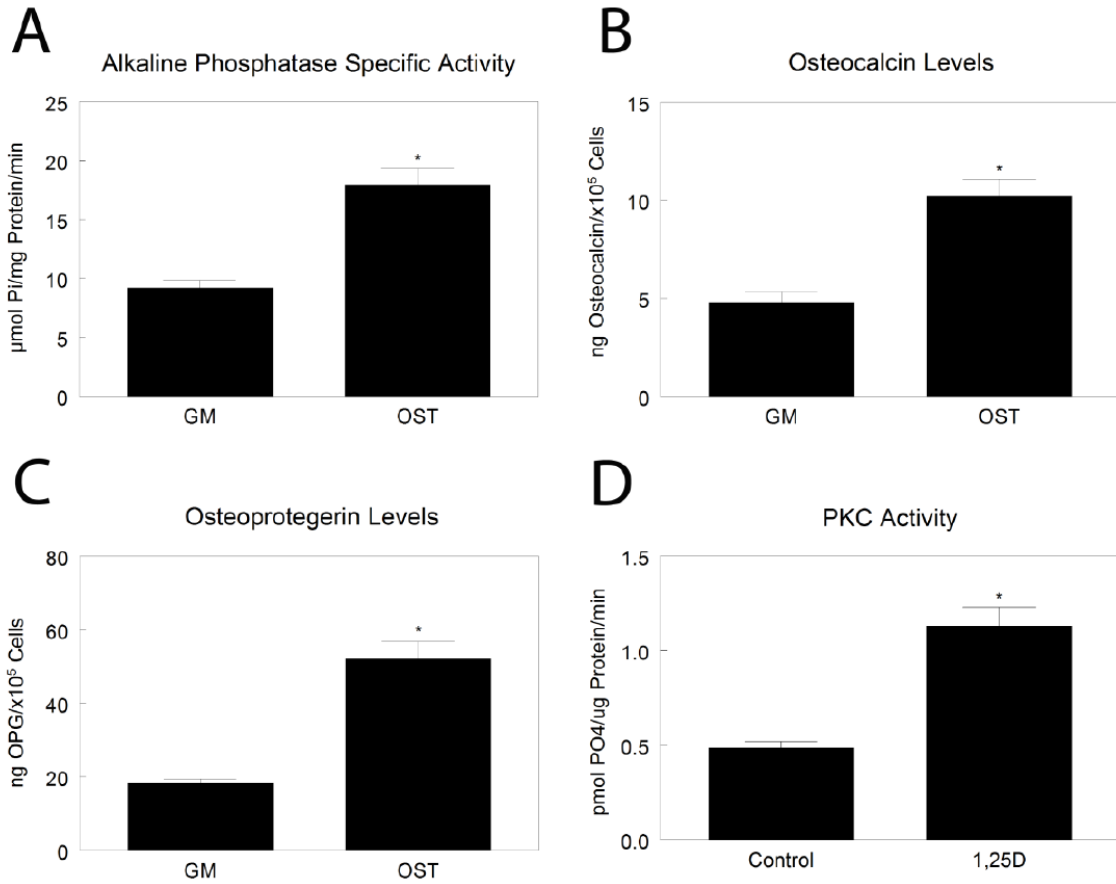 A
Alkaline Phosphatase Specific Activity
µmol Pi/mg Protein/min
25
20
15
10
5
0
*
GM
OST
B
Osteocalcin Levels
ng Osteocalcin/x10⁵ Cells
15
10
5
0
*
GM
OST
C
Osteoprotegerin Levels
ng OPG/x10⁵ Cells
80
60
40
20
0
*
GM
OST
D
PKC Activity
pmol PO4/ug Protein/min
1.5
1.0
0.5
0.0
*
Control
1,25D